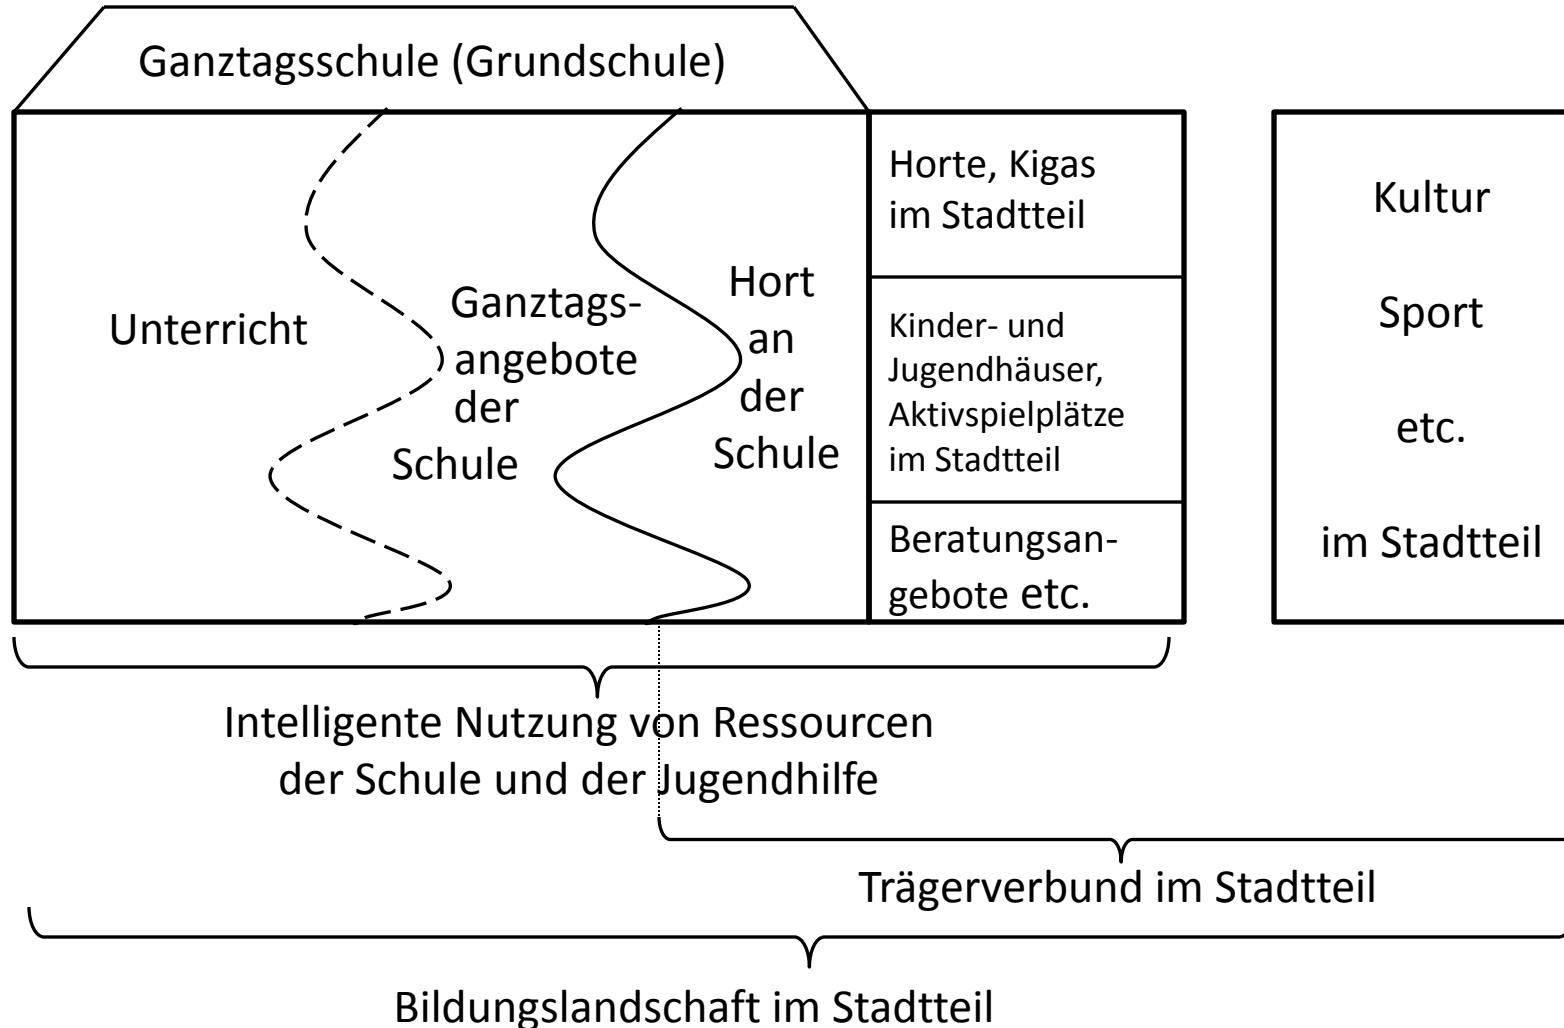 Ganztagsschule (Grundschule)
Unterricht
Ganztags-
angebote
der
Schule
Hort
an
der
Schule
Horte, Kigas
im Stadtteil
Kinder- und
Jugendhäuser,
Aktivspielplätze
im Stadtteil
Beratungsan-
gebote etc.
Kultur
Sport
etc.
im Stadtteil
Intelligente Nutzung von Ressourcen
der Schule und der Jugendhilfe
Trägerverbund im Stadtteil
Bildungslandschaft im Stadtteil